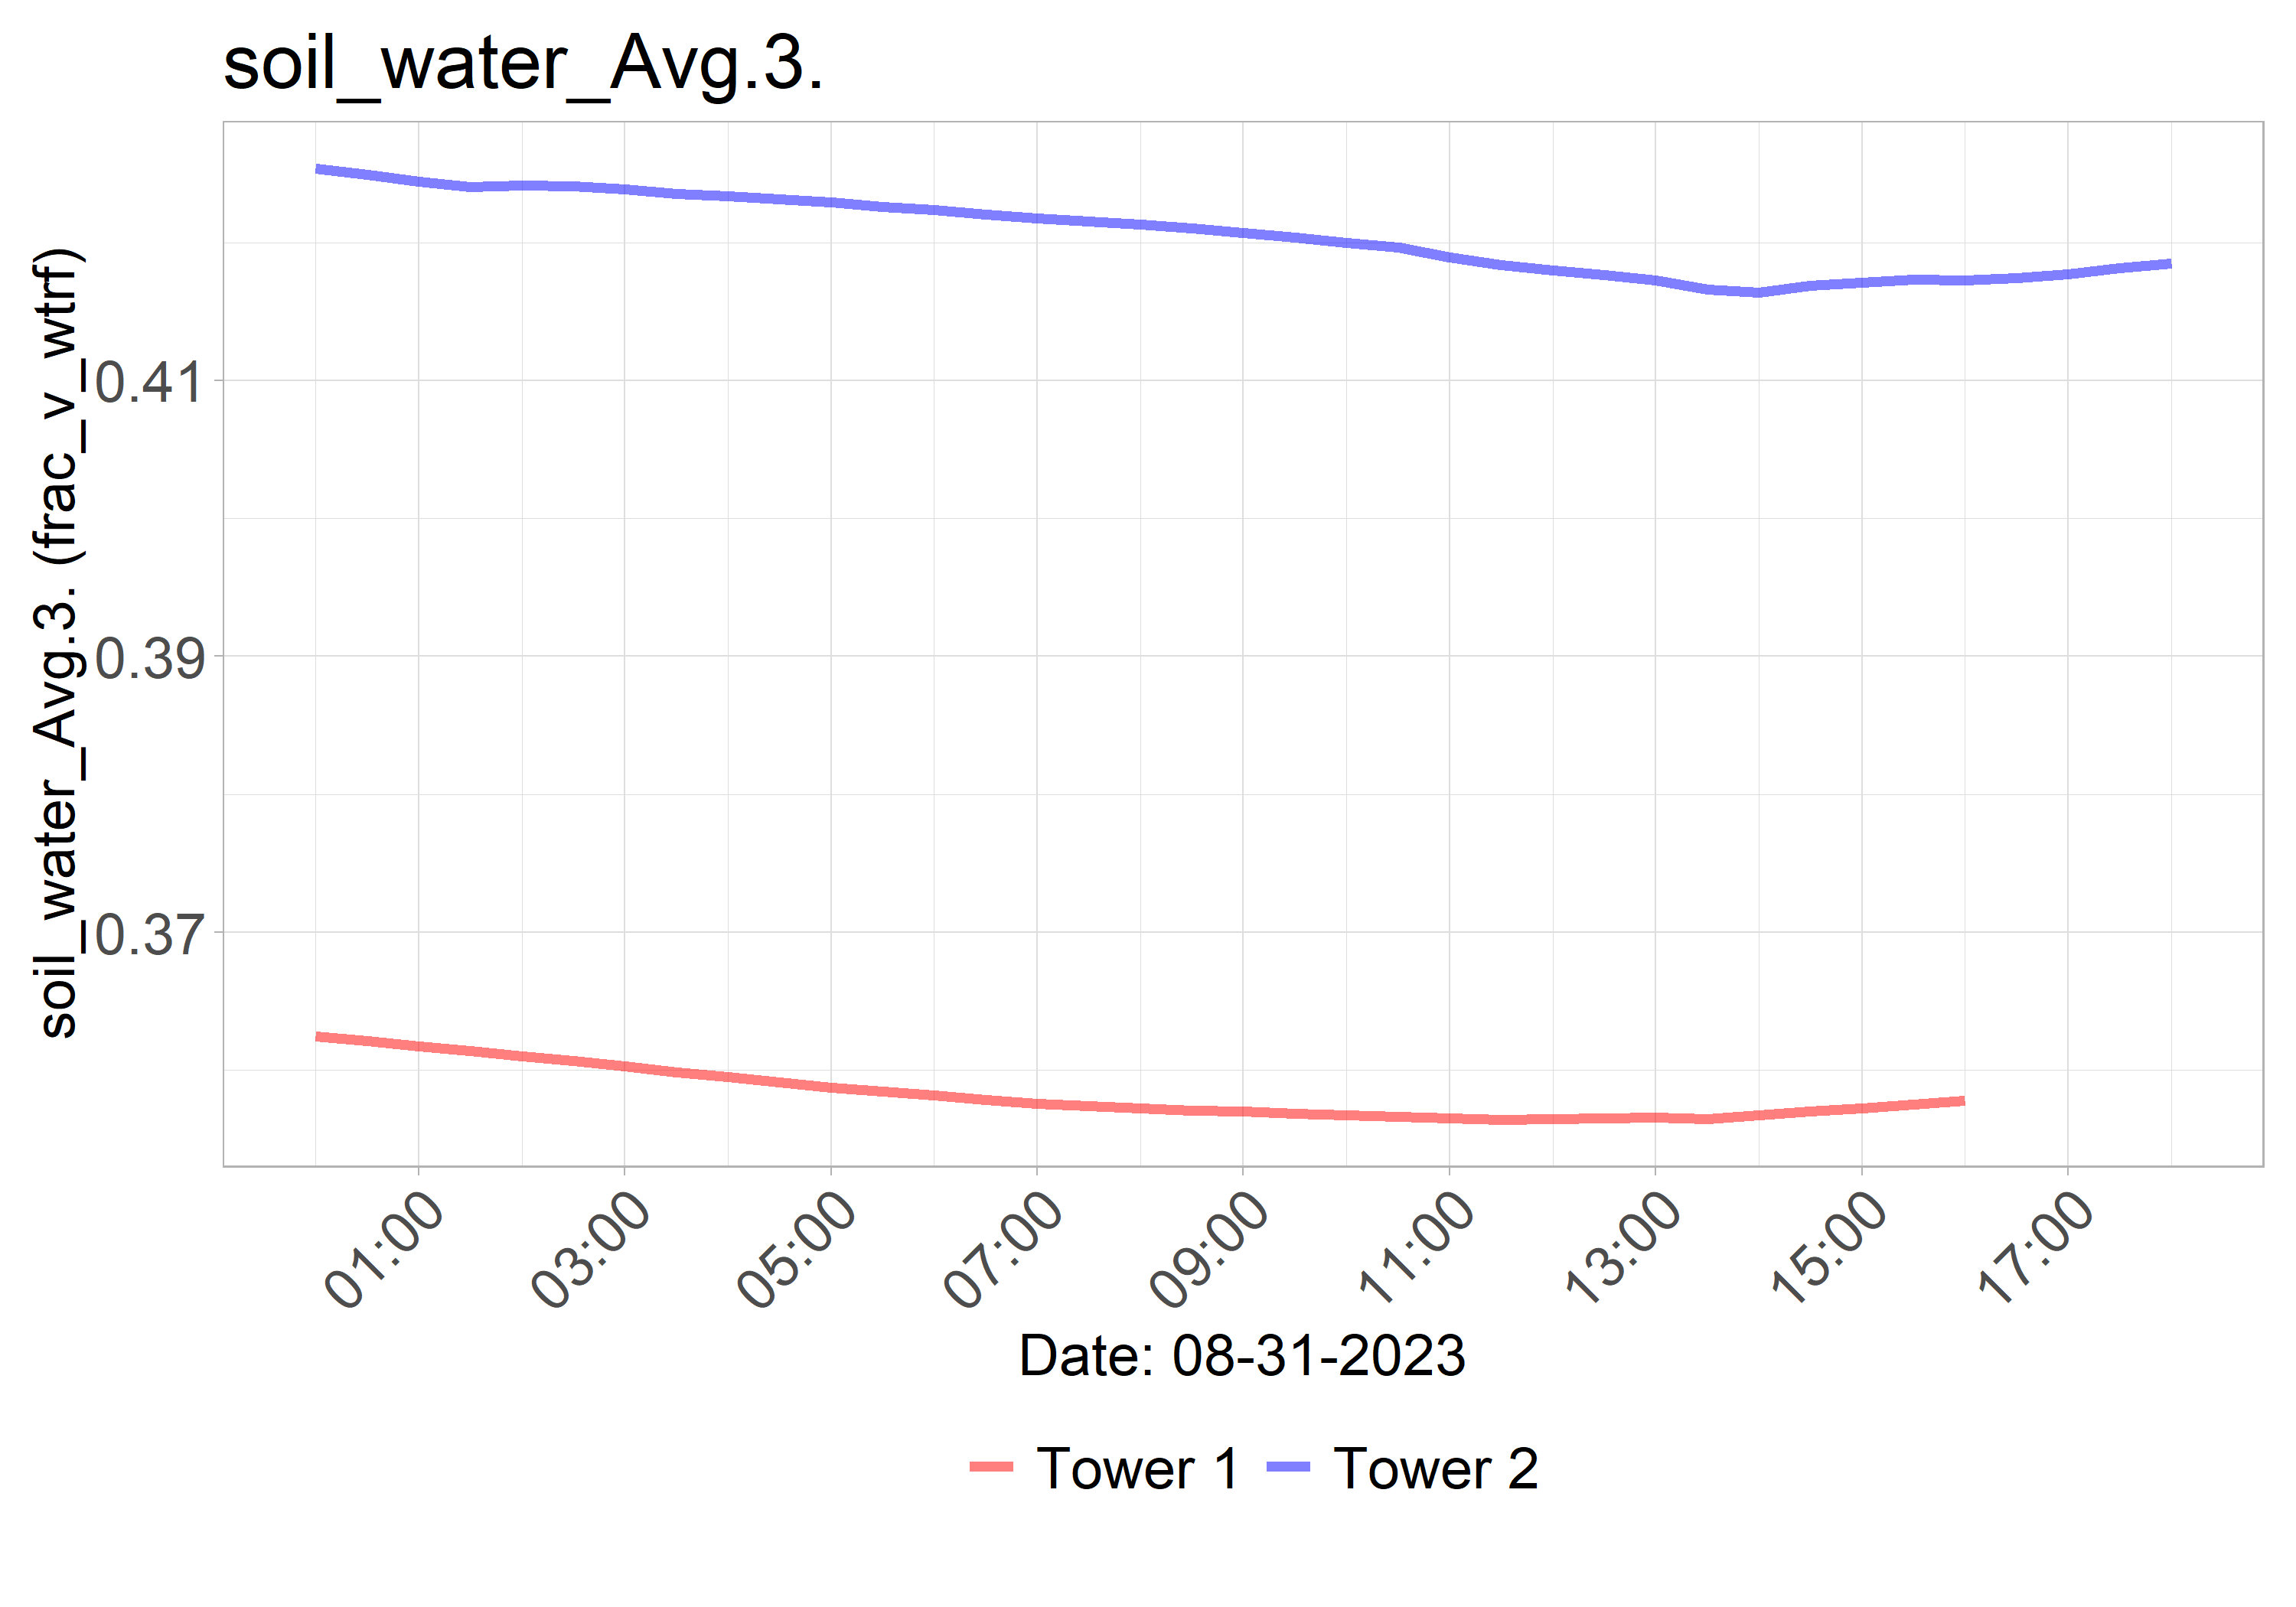 soil_water_Avg.3.
soil_water_Avg.3. (frac_v_wtrf)
0.41
0.39
0.37
01:00
03:00
05:00
07:00
09:00
11:00
13:00
15:00
17:00
Date: 08-31-2023
Tower 1
Tower 2